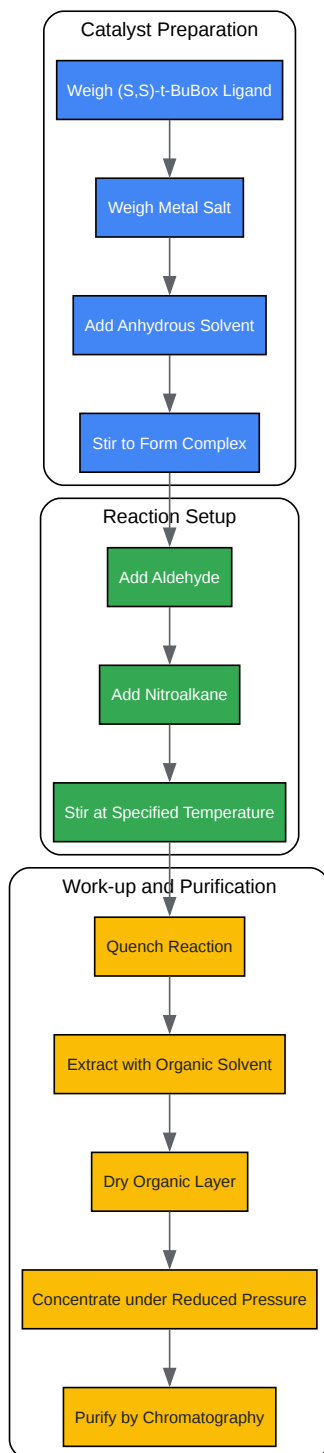 Catalyst Preparation
Weigh (S,S)-t-BuBox Ligand
Weigh Metal Salt
Add Anhydrous Solvent
Stir to Form Complex
Reaction Setup
Add Aldehyde
Add Nitroalkane
Stir at Specified Temperature
Work-up and Purification
Quench Reaction
Extract with Organic Solvent
Dry Organic Layer
Concentrate under Reduced Pressure
Purify by Chromatography